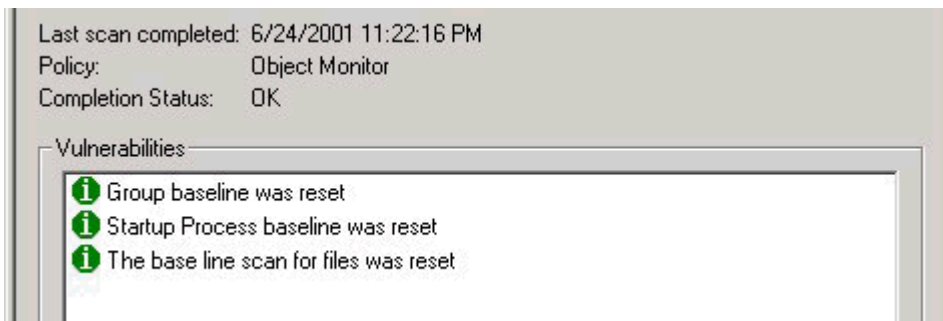 Last scan completed: 6/24/2001 11:22:16 PM
Policy: Object Monitor
Completion Status: OK
Vulnerabilities
Group baseline was reset
Startup Process baseline was reset
The base line scan for files was reset